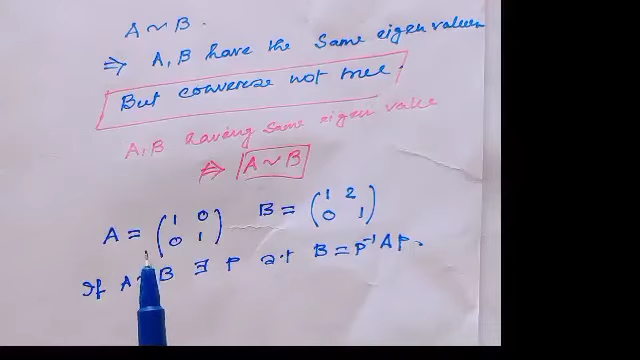 A ~ B.
⇒ A, B have the same eigen values
But converse not true.
A, B having same eigen value
⇏ A ~ B
A = (1 0
0 1) B = (1 2
0 1)
If A ~ B ∃ P s.t B = P⁻¹ A P.